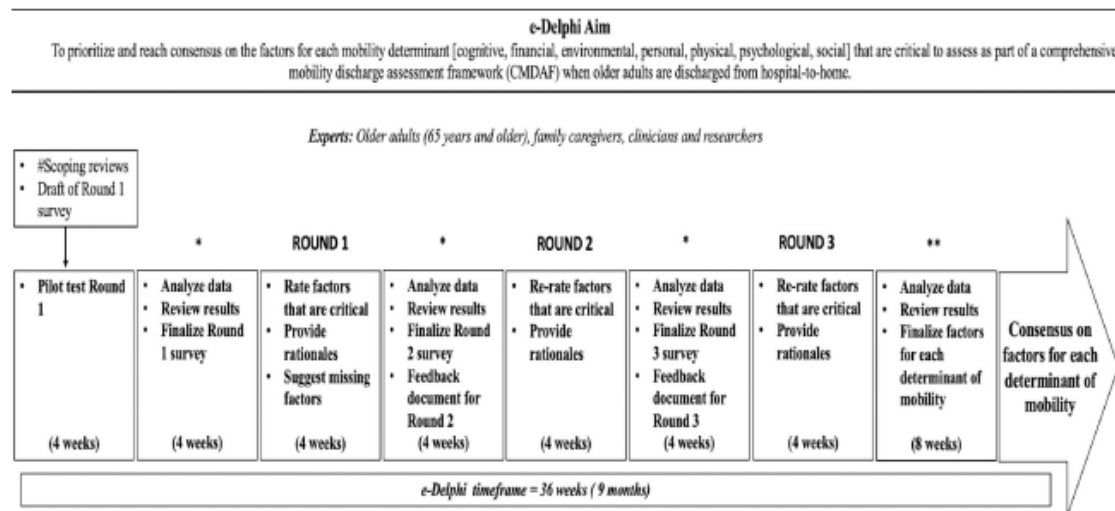 e-Delphi Aim
To prioritize and reach consensus on the factors for each mobility determinant [cognitive, financial, environmental, personal, physical, psychological, social] that are critical to assess as part of a comprehensive
mobility discharge assessment framework (CMDAF) when older adults are discharged from hospital-to-home.
Experts: Older adults (65 years and older), family caregivers, clinicians and researchers
• #Scoping reviews
• Draft of Round 1
survey
*
ROUND 1
*
ROUND 2
*
ROUND 3
**
• Pilot test Round
1
(4 weeks)
• Analyze data
• Review results
• Finalize Round
1 survey
(4 weeks)
• Rate factors
that are critical
• Provide
rationales
• Suggest missing
factors
(4 weeks)
• Analyze data
• Review results
• Finalize Round
2 survey
• Feedback
document for
Round 2
(4 weeks)
• Re-rate factors
that are critical
• Provide
rationales
(4 weeks)
• Analyze data
• Review results
• Finalize Round
3 survey
• Feedback
document for
Round 3
(4 weeks)
• Re-rate factors
that are critical
• Provide
rationales
(4 weeks)
• Analyze data
• Review results
• Finalize factors
for each
determinant of
mobility
(8 weeks)
Consensus on
factors for each
determinant of
mobility
e-Delphi timeframe = 36 weeks ( 9 months)